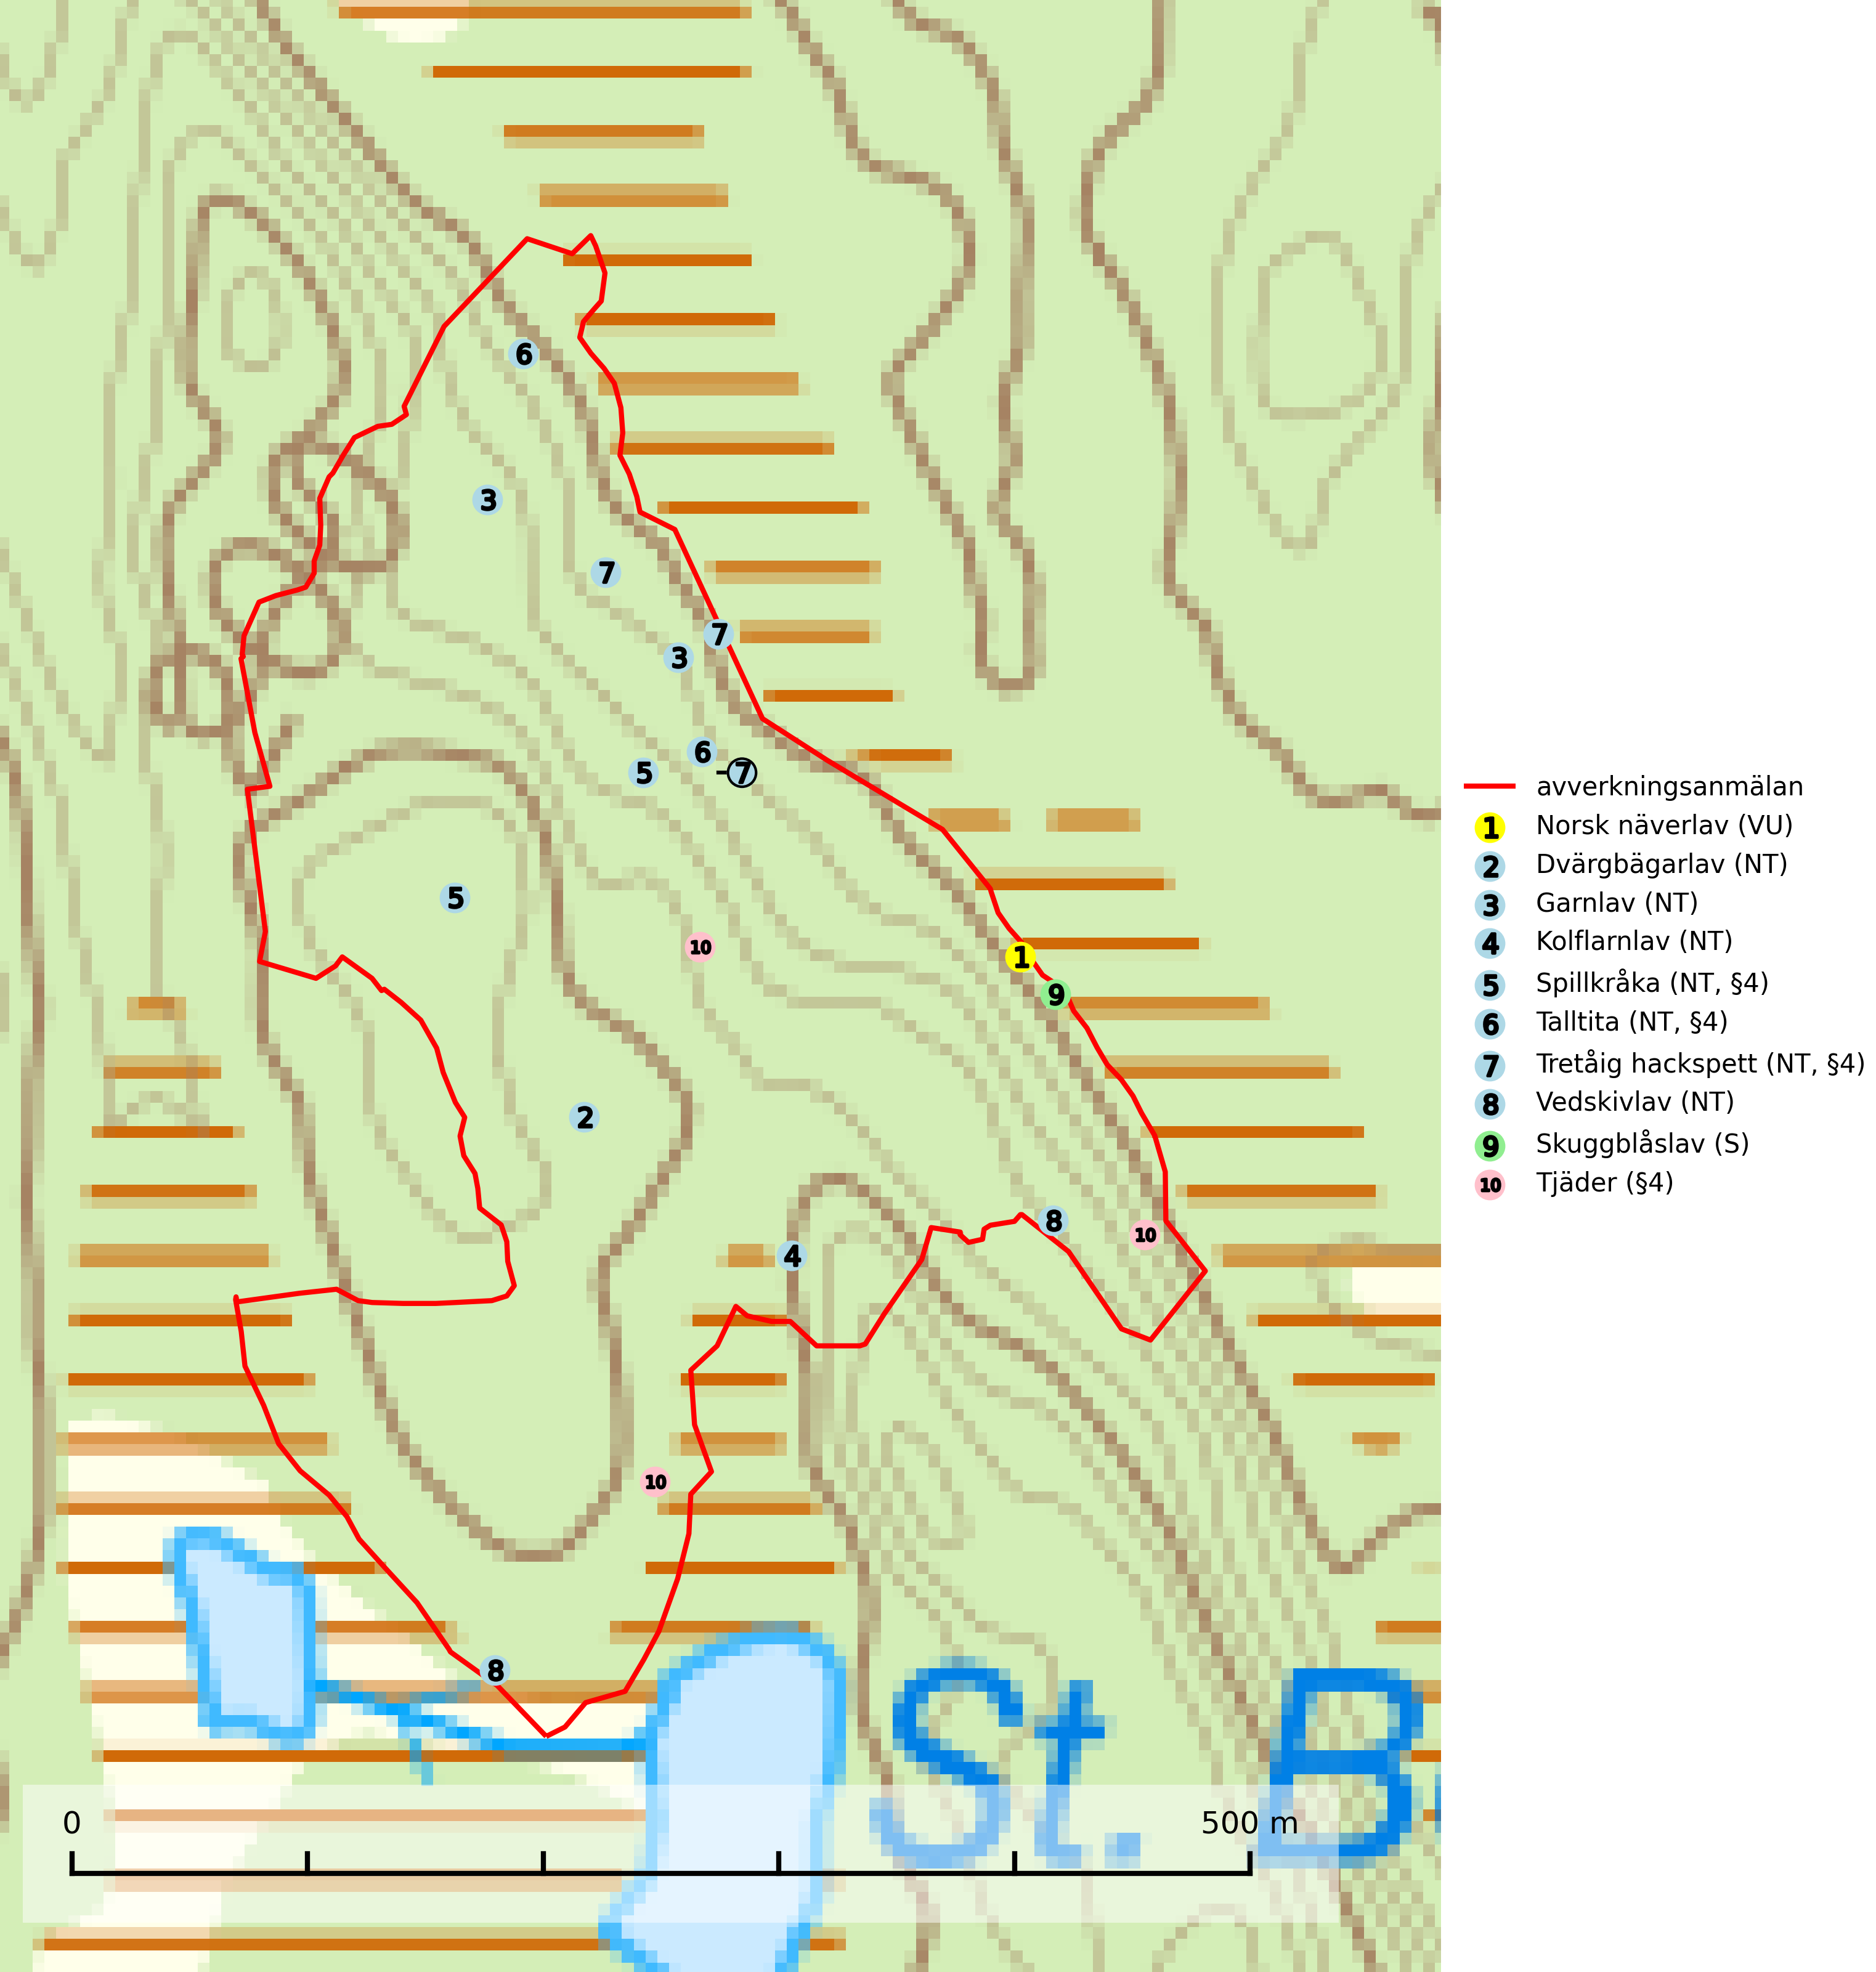 6
3
7
7
3
6
5
7
5
10
1
9
2
8
10
4
10
8
St. B
0
500 m
avverkningsanmälan
1 Norsk näverlav (VU)
2 Dvärgbägarlav (NT)
3 Garnlav (NT)
4 Kolflarnlav (NT)
5 Spillkråka (NT, §4)
6 Talltita (NT, §4)
7 Tretåig hackspett (NT, §4)
8 Vedskivlav (NT)
9 Skuggblåslav (S)
10 Tjäder (§4)